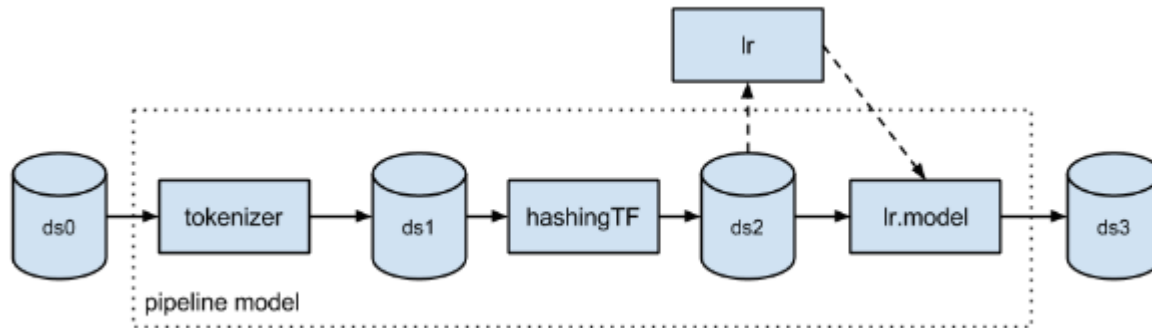 lr
ds0
tokenizer
ds1
hashingTF
ds2
lr.model
ds3
pipeline model